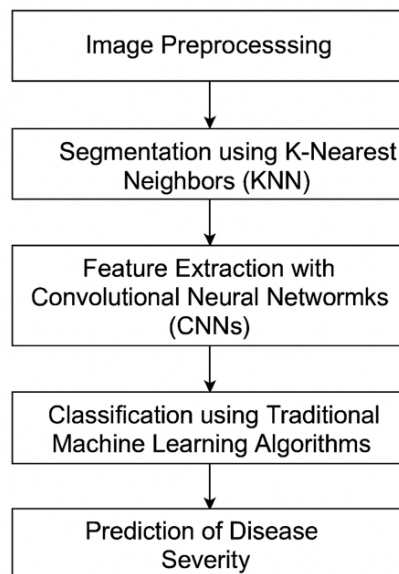 Image Preprocesssing
Segmentation using K-Nearest
Neighbors (KNN)
Feature Extraction with
Convolutional Neural Networmks
(CNNs)
Classification using Traditional
Machine Learning Algorithms
Prediction of Disease
Severity